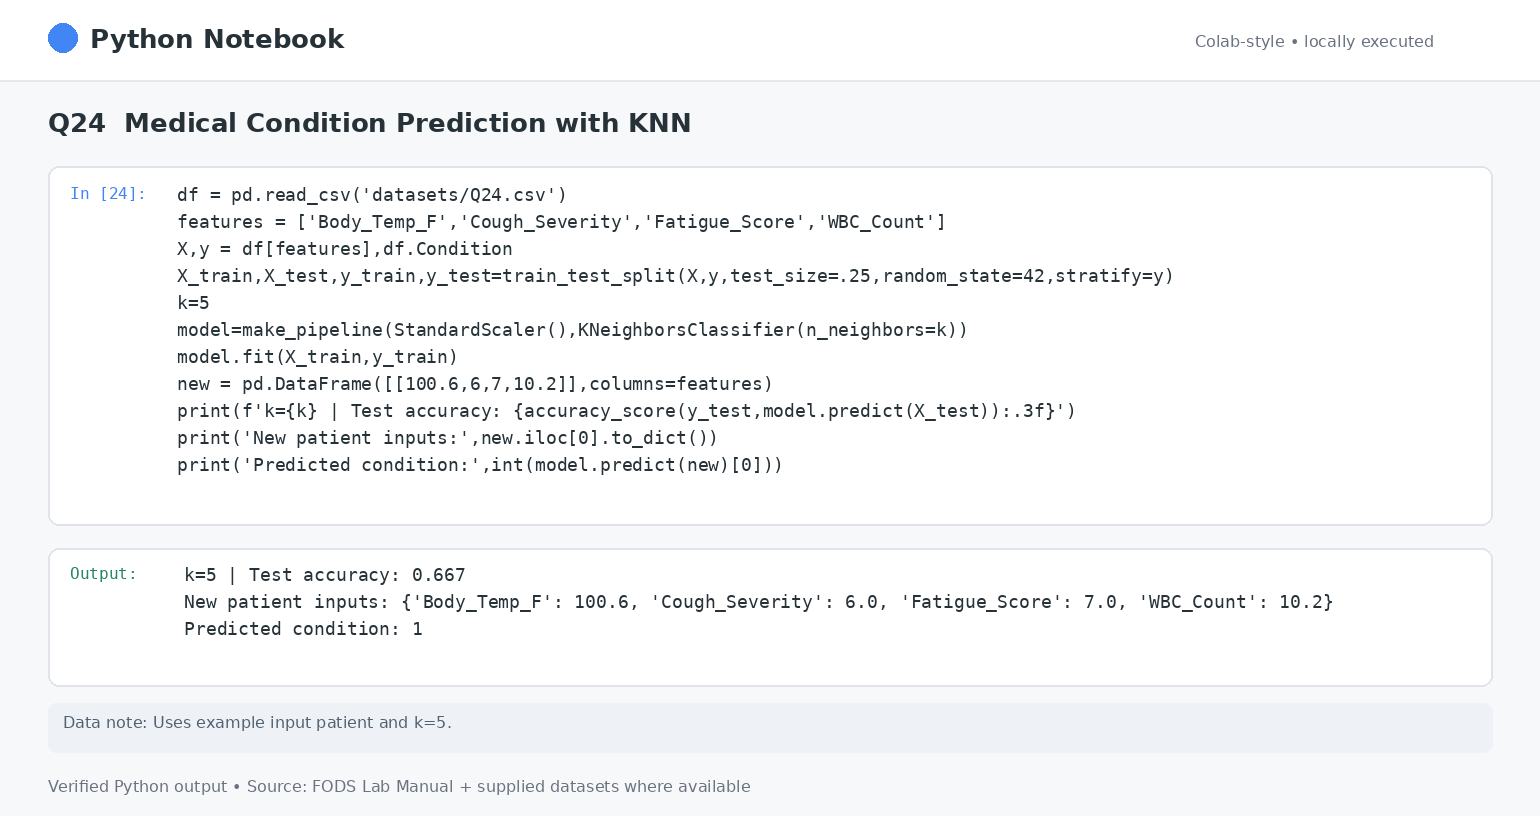 Python Notebook
Colab-style • locally executed
Q24  Medical Condition Prediction with KNN
In [24]:
df = pd.read_csv('datasets/Q24.csv')
features = ['Body_Temp_F','Cough_Severity','Fatigue_Score','WBC_Count']
X,y = df[features],df.Condition
X_train,X_test,y_train,y_test=train_test_split(X,y,test_size=.25,random_state=42,stratify=y)
k=5
model=make_pipeline(StandardScaler(),KNeighborsClassifier(n_neighbors=k))
model.fit(X_train,y_train)
new = pd.DataFrame([[100.6,6,7,10.2]],columns=features)
print(f'k={k} | Test accuracy: {accuracy_score(y_test,model.predict(X_test)):.3f}')
print('New patient inputs:',new.iloc[0].to_dict())
print('Predicted condition:',int(model.predict(new)[0]))
Output:
k=5 | Test accuracy: 0.667
New patient inputs: {'Body_Temp_F': 100.6, 'Cough_Severity': 6.0, 'Fatigue_Score': 7.0, 'WBC_Count': 10.2}
Predicted condition: 1
Data note: Uses example input patient and k=5.
Verified Python output • Source: FODS Lab Manual + supplied datasets where available